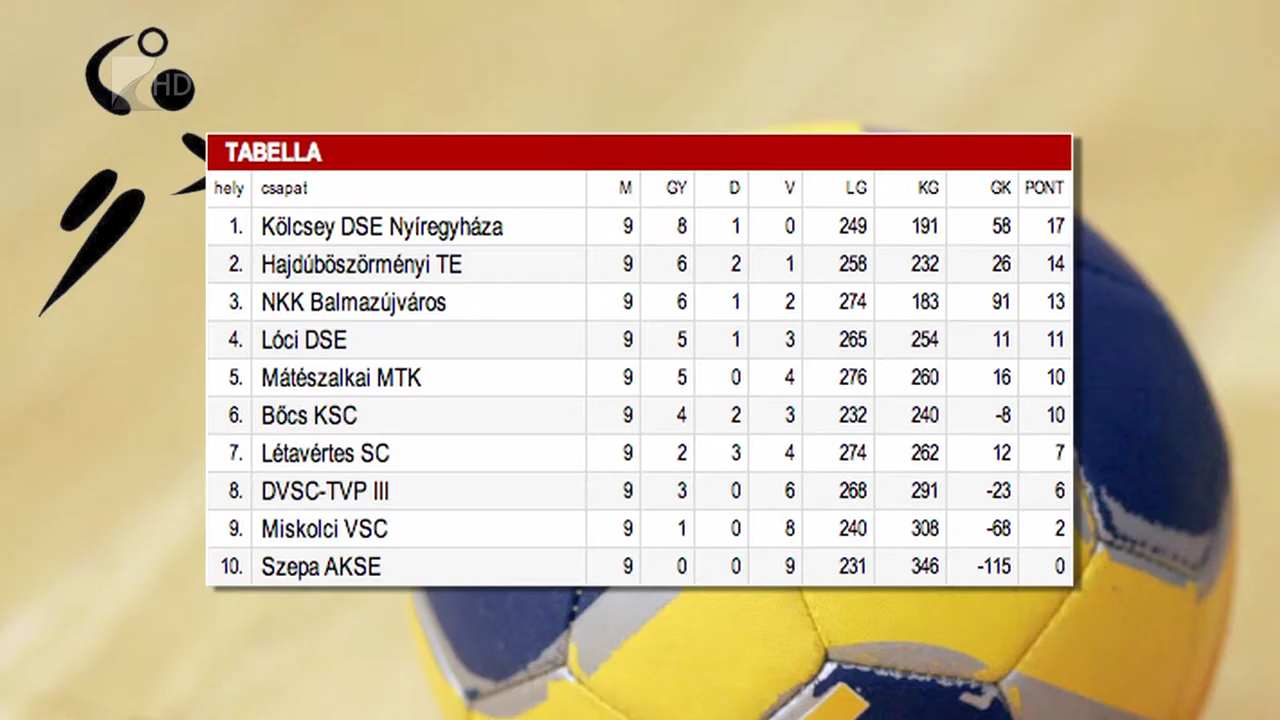 HD
TABELLA
hely csapat M GY D V LG KG GK PONT
1. Kölcsey DSE Nyíregyháza 9 8 1 0 249 191 58 17
2. Hajdúböszörményi TE 9 6 2 1 258 232 26 14
3. NKK Balmazújváros 9 6 1 2 274 183 91 13
4. Lóci DSE 9 5 1 3 265 254 11 11
5. Mátészalkai MTK 9 5 0 4 276 260 16 10
6. Bőcs KSC 9 4 2 3 232 240 -8 10
7. Létavértes SC 9 2 3 4 274 262 12 7
8. DVSC-TVP III 9 3 0 6 268 291 -23 6
9. Miskolci VSC 9 1 0 8 240 308 -68 2
10. Szepa AKSE 9 0 0 9 231 346 -115 0